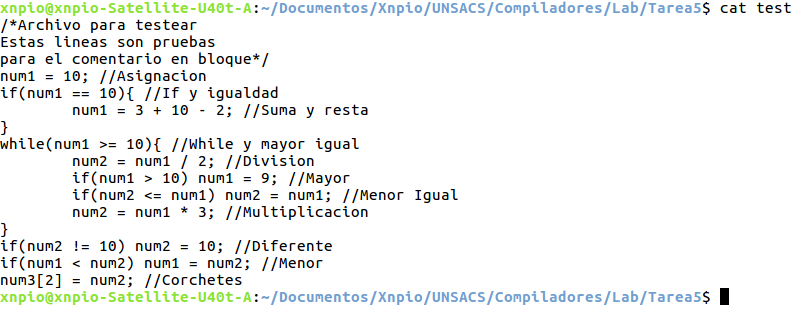 xnpio@xnpio-Satellite-U40t-A:~/Documentos/Xnpio/UNSACS/Compiladores/Lab/Tarea5$ cat test
/*Archivo para testear
Estas lineas son pruebas
para el comentario en bloque*/
num1 = 10; //Asignacion
if(num1 == 10){ //If y igualdad
        num1 = 3 + 10 - 2; //Suma y resta
}
while(num1 >= 10){ //While y mayor igual
        num2 = num1 / 2; //Division
        if(num1 > 10) num1 = 9; //Mayor
        if(num2 <= num1) num2 = num1; //Menor Igual
        num2 = num1 * 3; //Multiplicacion
}
if(num2 != 10) num2 = 10; //Diferente
if(num1 < num2) num1 = num2; //Menor
num3[2] = num2; //Corchetes
xnpio@xnpio-Satellite-U40t-A:~/Documentos/Xnpio/UNSACS/Compiladores/Lab/Tarea5$